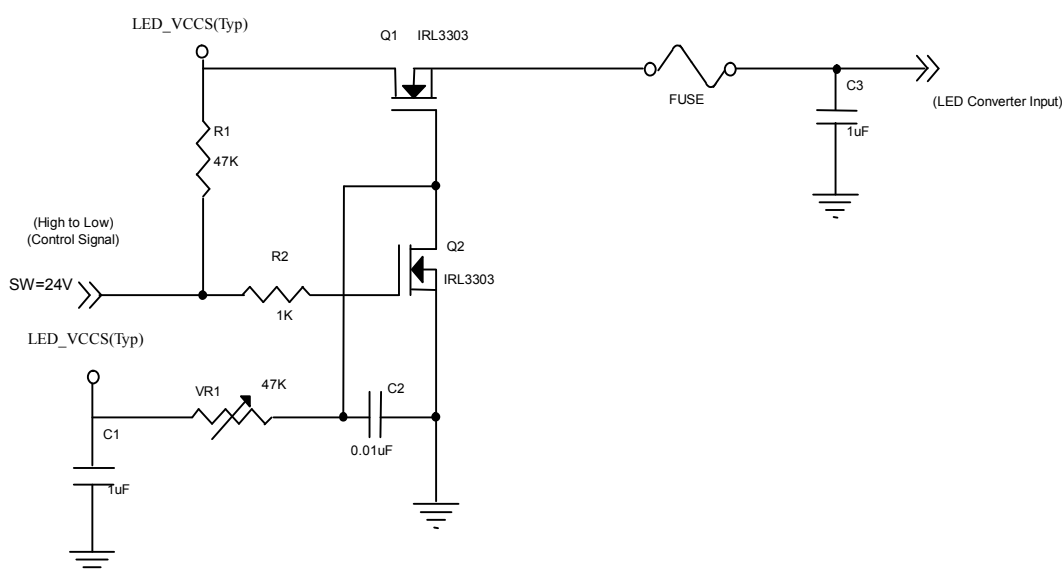 LED_VCCS(Typ)
Q1
IRL3303
FUSE
C3
1uF
(LED Converter Input)
R1
47K
(High to Low)
(Control Signal)
SW=24V
R2
1K
Q2
IRL3303
LED_VCCS(Typ)
VR1
47K
C2
0.01uF
C1
1uF